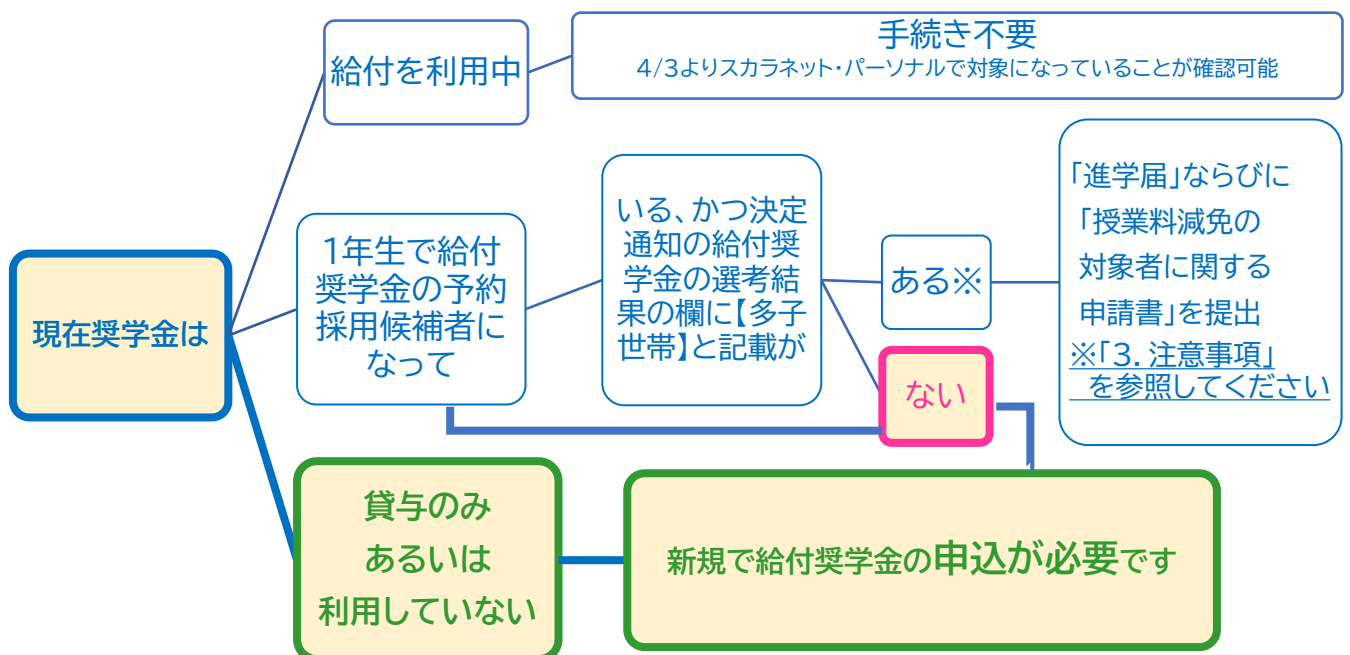 給付を利用中
手続き不要
4/3よりスカラネット・パーソナルで対象になっていることが確認可能
現在奨学金は
1年生で給付
奨学金の予約
採用候補者に
なって
いる、かつ決定
通知の給付奨
学金の選考結
果の欄に【多子
世帯】と記載が
ある※
「進学届」ならびに
「授業料減免の
対象者に関する
申請書」を提出
※「3．注意事項」
を参照してください
ない
貸与のみ
あるいは
利用していない
新規で給付奨学金の申込が必要です